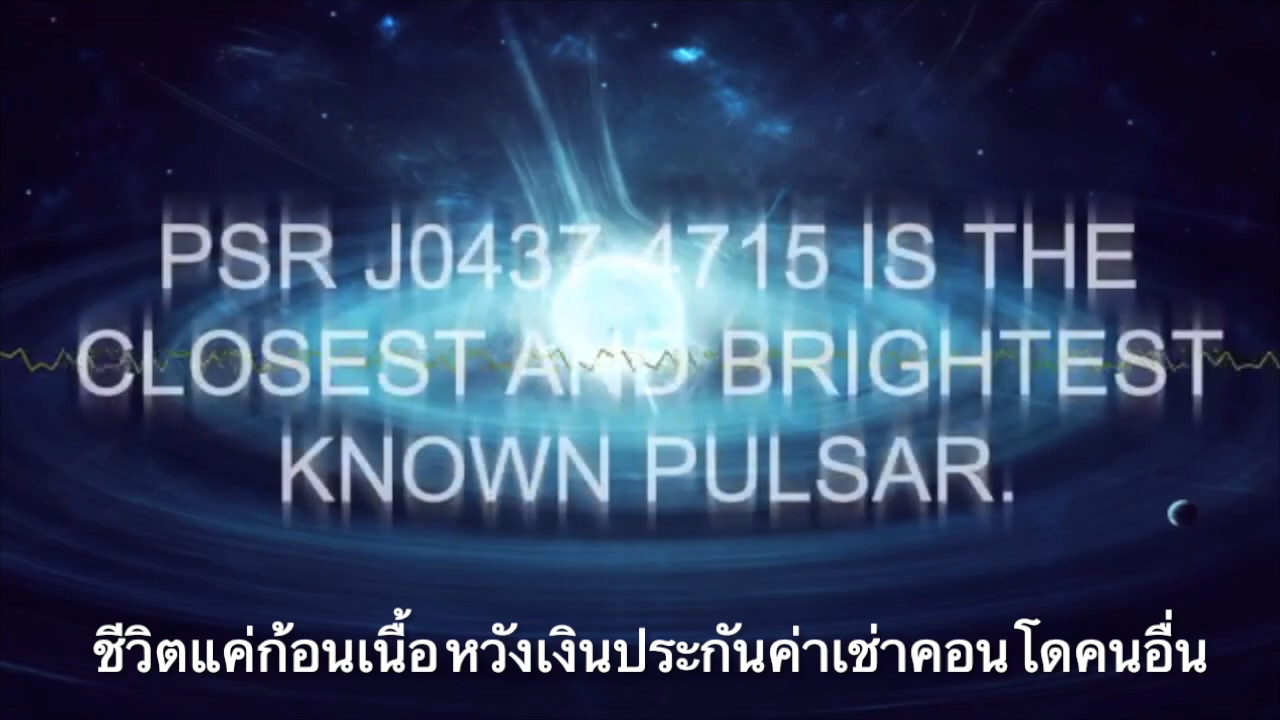 PSR J0437-4715 IS THE
CLOSEST AND BRIGHTEST
KNOWN PULSAR.
ชีวิตแค่ก้อนเนื้อ หวังเงินประกันค่าเช่าคอนโดคนอื่น